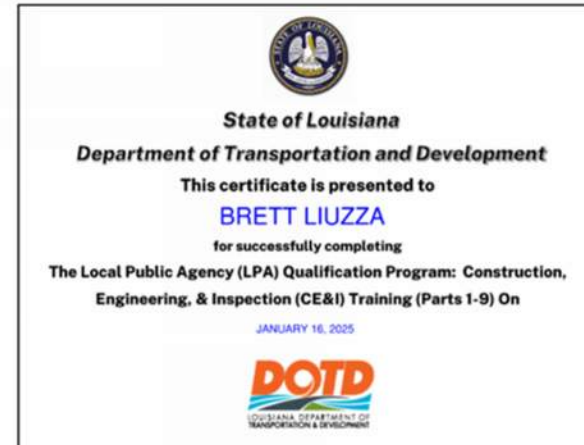 STATE OF LOUISIANA
State of Louisiana
Department of Transportation and Development
This certificate is presented to
BRETT LIUZZA
for successfully completing
The Local Public Agency (LPA) Qualification Program: Construction,
Engineering, & Inspection (CE&I) Training (Parts 1-9) On
JANUARY 16, 2025
DOTD
LOUISIANA DEPARTMENT OF
TRANSPORTATION & DEVELOPMENT